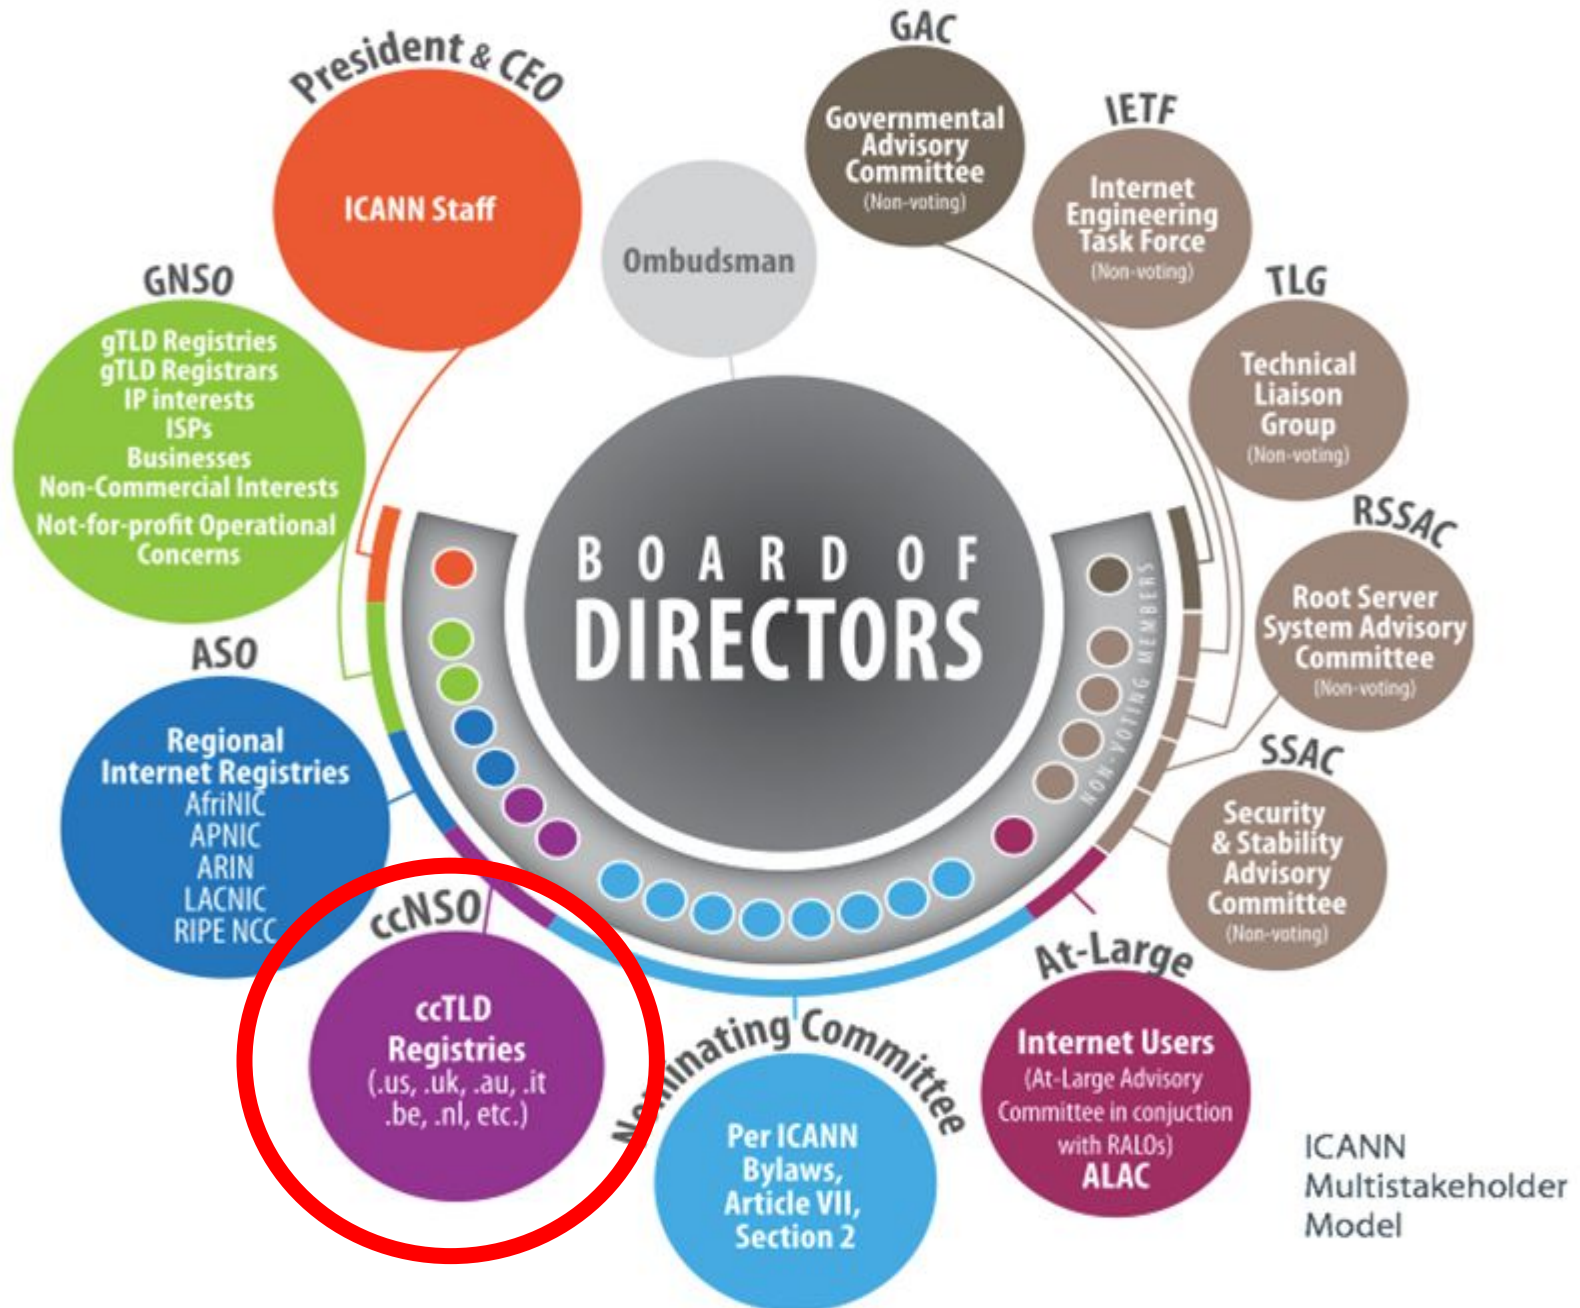 President & CEO
ICANN Staff
Ombudsman
GAC
Governmental
Advisory
Committee
(Non-voting)
IETF
Internet
Engineering
Task Force
(Non-voting)
TLG
Technical
Liaison
Group
(Non-voting)
RSSAC
Root Server
System Advisory
Committee
(Non-voting)
SSAC
Security
& Stability
Advisory
Committee
(Non-voting)
GNSO
gTLD Registries
gTLD Registrars
IP interests
ISPs
Businesses
Non-Commercial Interests
Not-for-profit Operational
Concerns
ASO
Regional
Internet Registries
AfriNIC
APNIC
ARIN
LACNIC
RIPE NCC
BOARD OF
DIRECTORS
NON-VOTING MEMBERS
ccNSO
ccTLD
Registries
(.us, .uk, .au, .it
.be, .nl, etc.)
Nominating Committee
Per ICANN
Bylaws,
Article VII,
Section 2
At-Large
Internet Users
(At-Large Advisory
Committee in conjuction
with RALOs)
ALAC
ICANN
Multistakeholder
Model